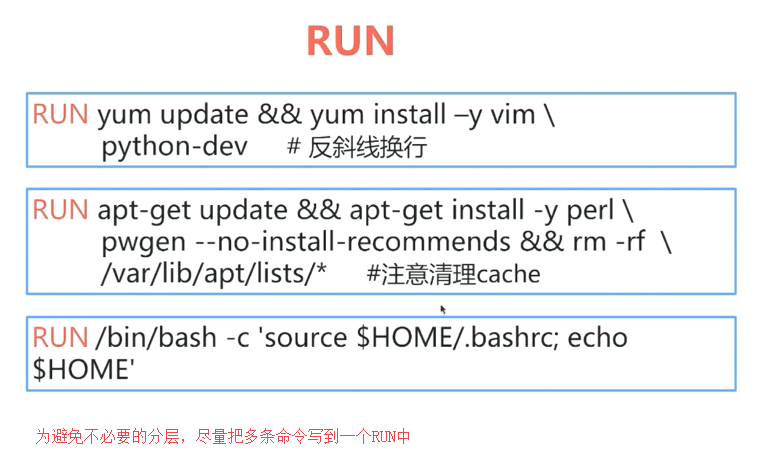 RUN
RUN yum update && yum install –y vim \
python-dev # 反斜线换行
RUN apt-get update && apt-get install -y perl \
pwgen --no-install-recommends && rm -rf \
/var/lib/apt/lists/* #注意清理cache
RUN /bin/bash -c 'source $HOME/.bashrc; echo
$HOME'
为避免不必要的分层，尽量把多条命令写到一个RUN中